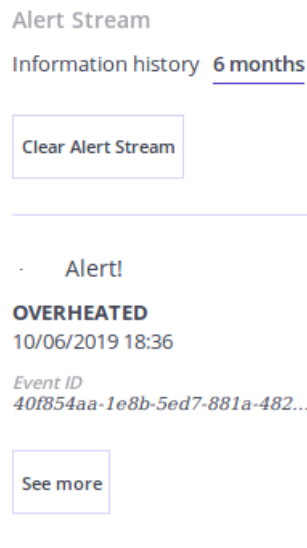 Alert Stream
Information history 6 months
Clear Alert Stream
Alert!
OVERHEATED
10/06/2019 18:36
Event ID
40f854aa-1e8b-5ed7-881a-482...
See more